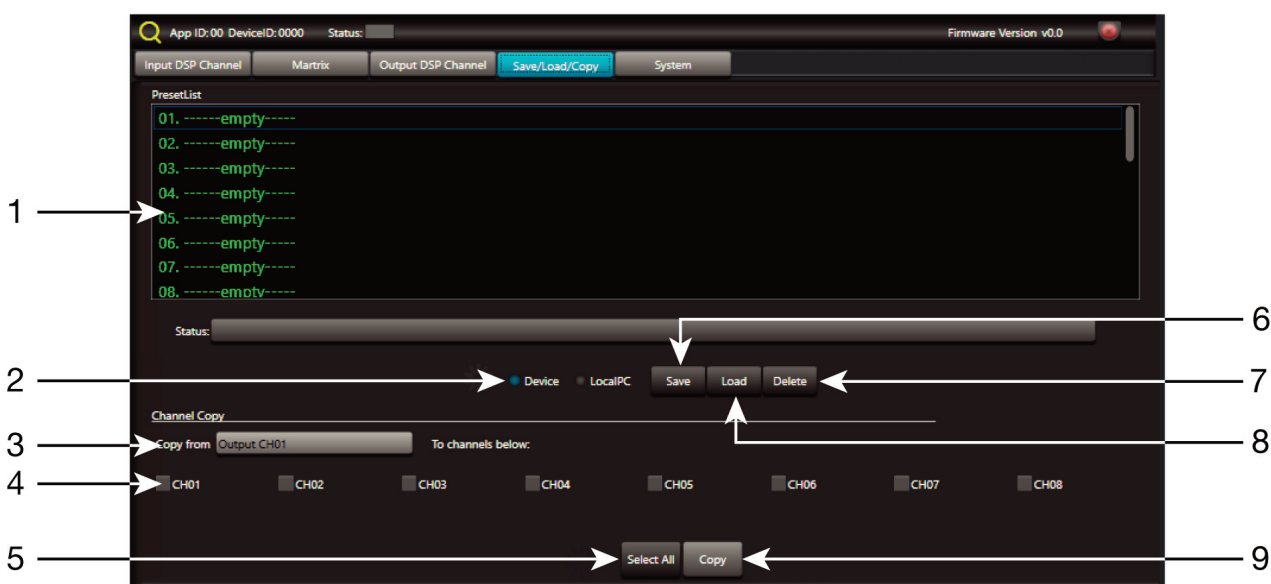 App ID: 00 DeviceID: 0000 Status: Firmware Version v0.0
Input DSP Channel Martrix Output DSP Channel Save/Load/Copy System
PresetList
01. ------empty-----
02. ------empty-----
03. ------empty-----
04. ------empty-----
1
05. ------empty-----
06. ------empty-----
07. ------empty-----
08. ------empty-----
Status:
6
2 Device LocalPC Save Load Delete 7
Channel Copy
3 Copy from Output CH01 To channels below: 8
4 CH01 CH02 CH03 CH04 CH05 CH06 CH07 CH08
5 Select All Copy 9